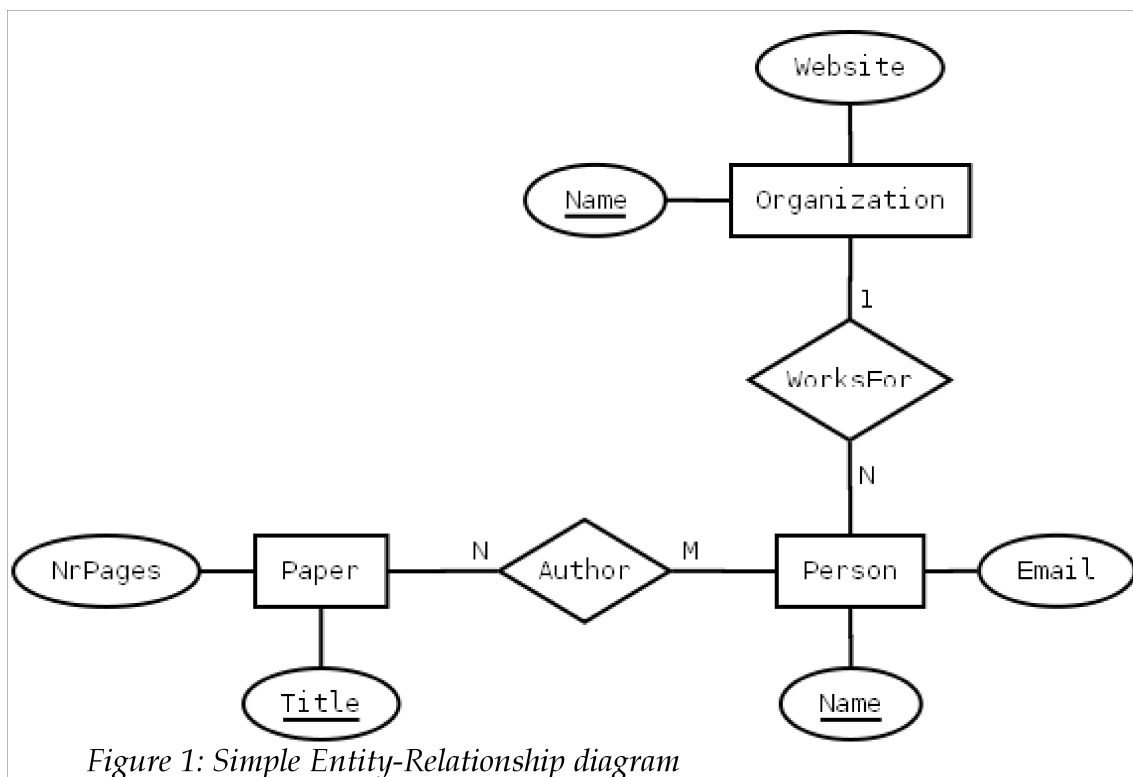 Website
Name
Organization
1
WorksFor
N
NrPages
Paper
N
Author
M
Person
Email
Title
Name
Figure 1: Simple Entity-Relationship diagram